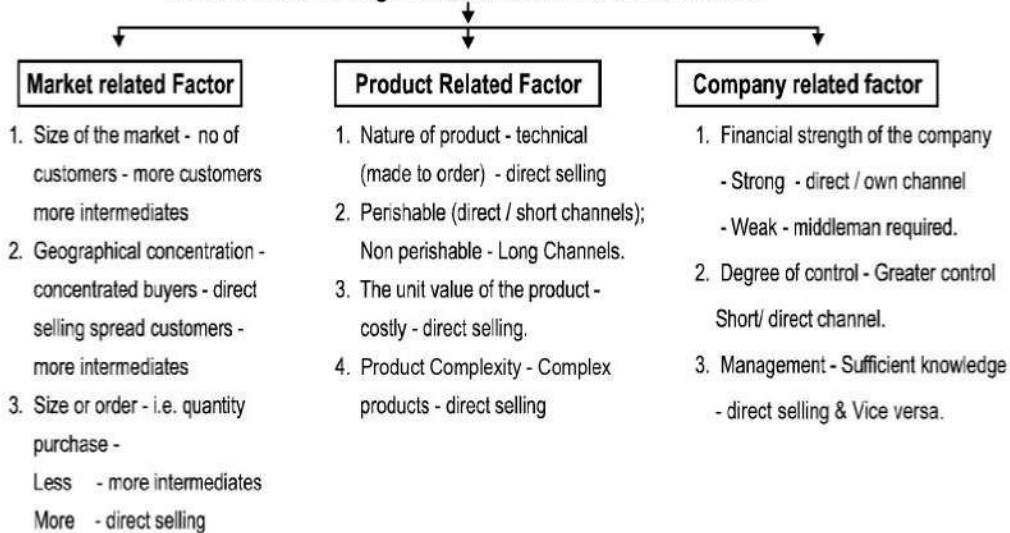 Market related Factor
1. Size of the market - no of
customers - more customers
more intermediates
2. Geographical concentration -
concentrated buyers - direct
selling spread customers -
more intermediates
3. Size or order - i.e. quantity
purchase -
Less - more intermediates
More - direct selling
Product Related Factor
1. Nature of product - technical
(made to order) - direct selling
2. Perishable (direct / short channels);
Non perishable - Long Channels.
3. The unit value of the product -
costly - direct selling.
4. Product Complexity - Complex
products - direct selling
Company related factor
1. Financial strength of the company
- Strong - direct / own channel
- Weak - middleman required.
2. Degree of control - Greater control
Short/ direct channel.
3. Management - Sufficient knowledge
- direct selling & Vice versa.